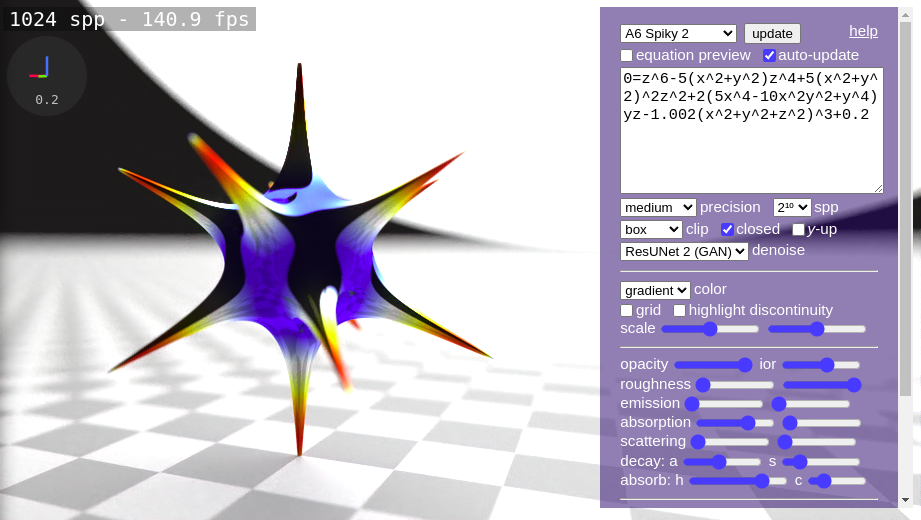 1024 spp - 140.9 fps
0.2
A6 Spiky 2 update help
equation preview auto-update
0=z^6-5(x^2+y^2)z^4+5(x^2+y^
2)^2z^2+2(5x^4-10x^2y^2+y^4)
yz-1.002(x^2+y^2+z^2)^3+0.2
medium precision 2¹⁰ spp
box clip closed y-up
ResUNet 2 (GAN) denoise
gradient color
grid highlight discontinuity
scale
opacity ior
roughness
emission
absorption
scattering
decay: a s
absorb: h c